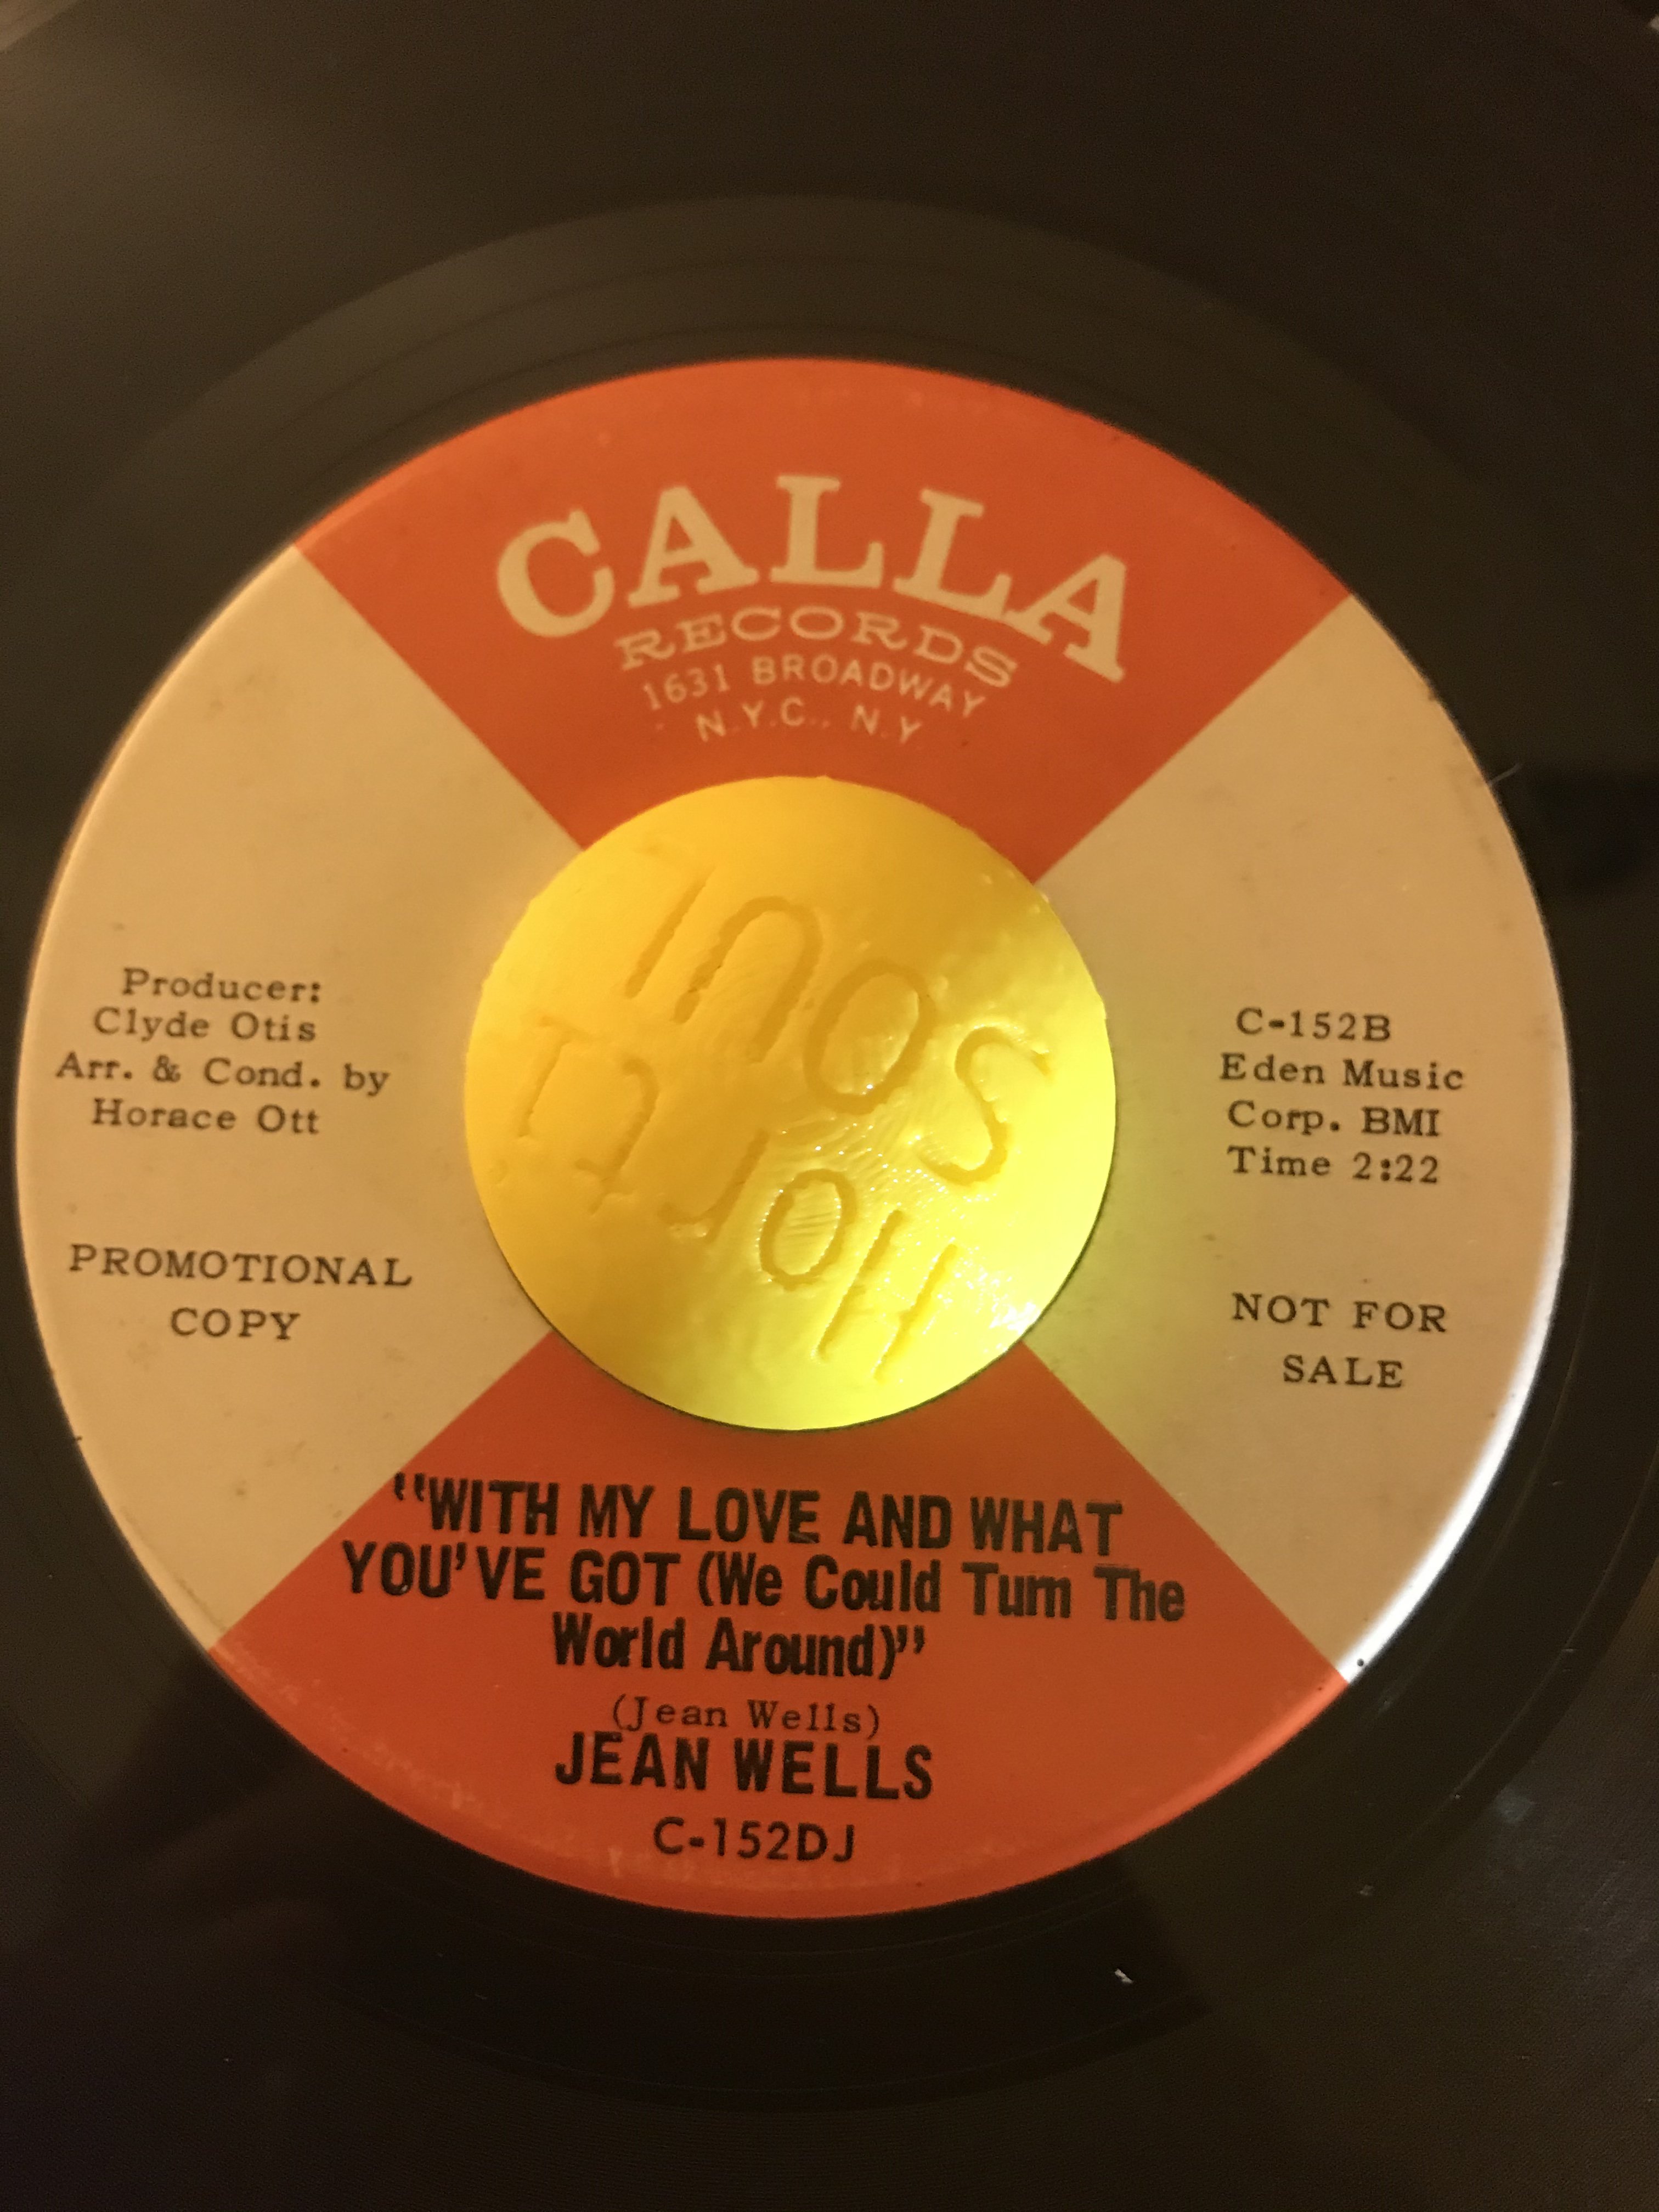 CALLA
RECORDS
1631 BROADWAY
N.Y.C., N.Y.
Producer:
Clyde Otis
Arr. & Cond. by
Horace Ott
PROMOTIONAL
COPY
SOUL
C-152B
Eden Music
Corp. BMI
Time 2:22
NOT FOR
SALE
"WITH MY LOVE AND WHAT
YOU'VE GOT (We Could Turn The
World Around)"
(Jean Wells)
JEAN WELLS
C-152DJ